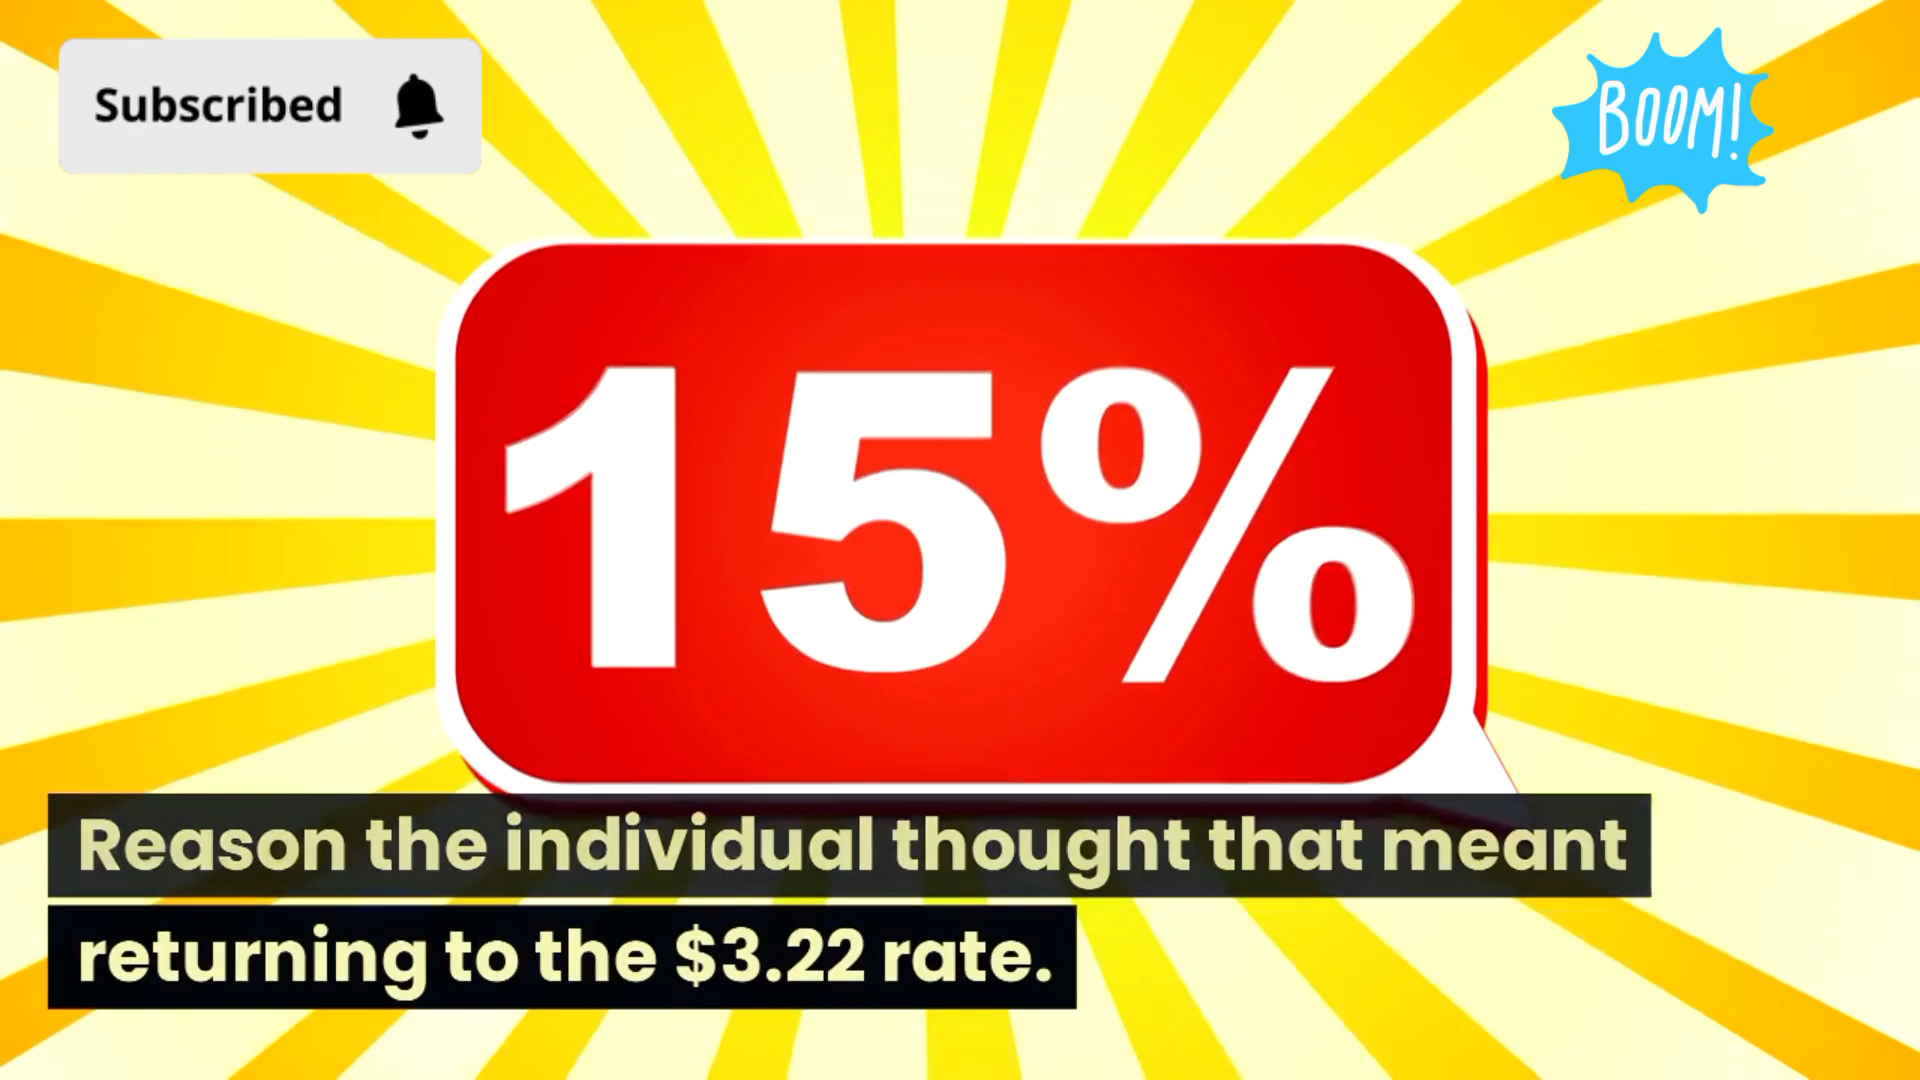 Subscribed
BOOM!
15%
Reason the individual thought that meant
returning to the $3.22 rate.